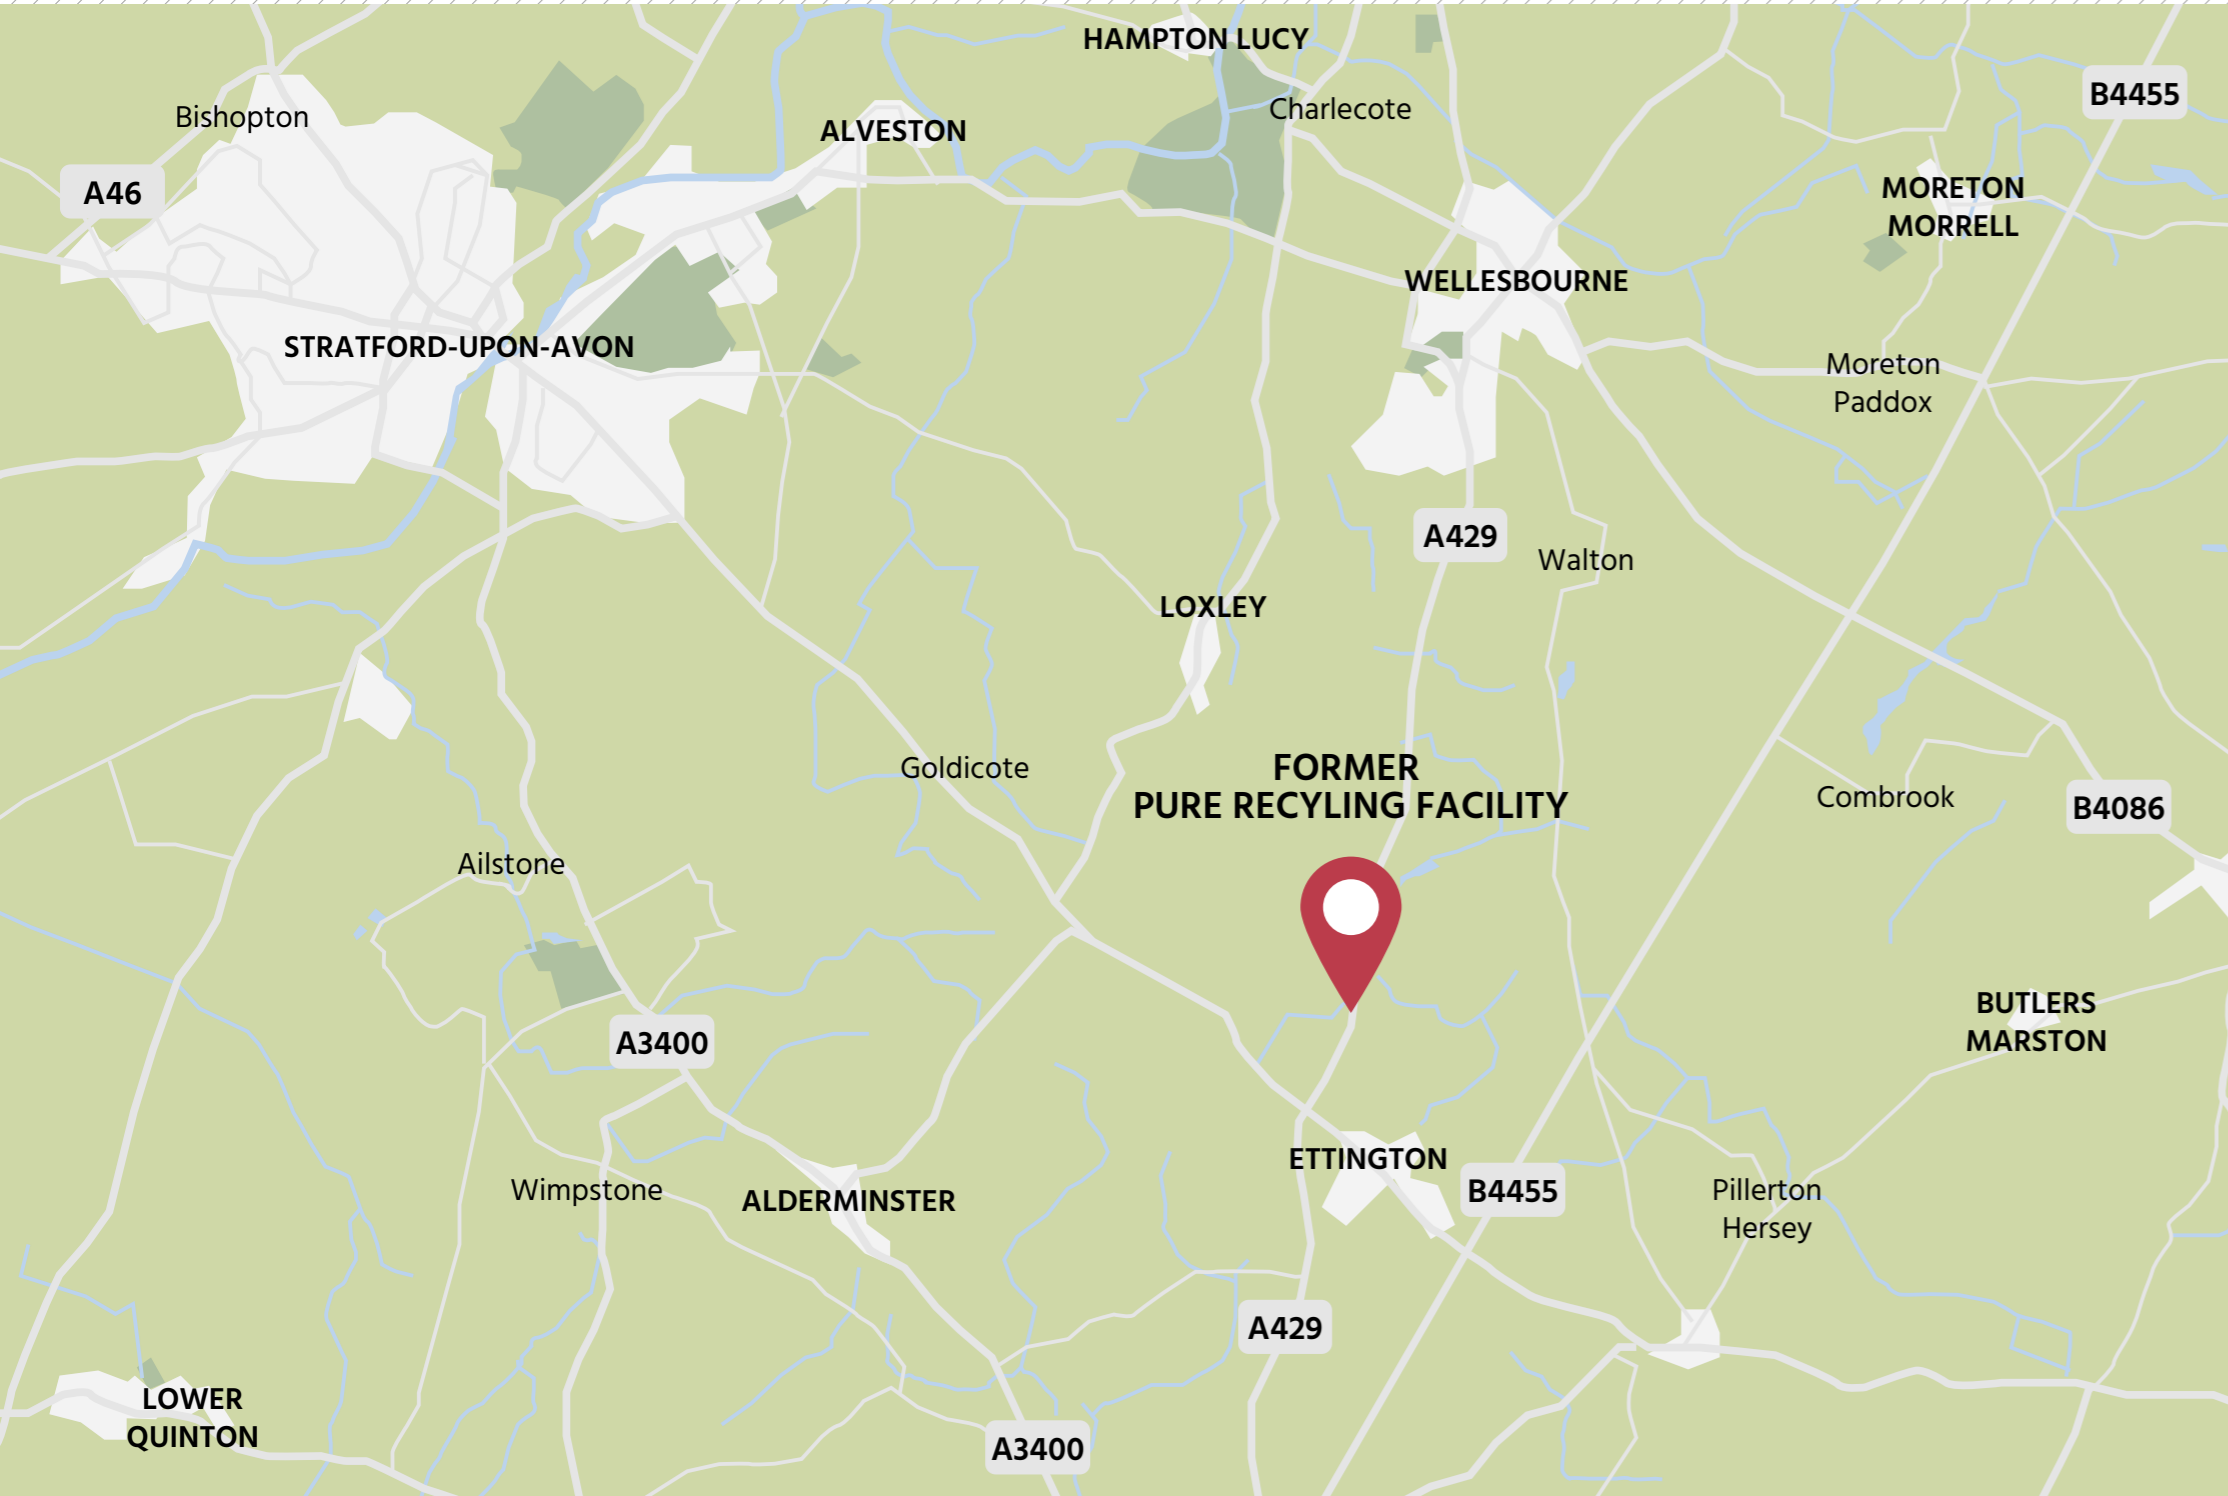 HAMPTON LUCY
B4455
Charlecote
Bishopton
ALVESTON
A46
MORETON
MORRELL
WELLESBOURNE
STRATFORD-UPON-AVON
Moreton
Paddox
A429
Walton
LOXLEY
Goldicote
FORMER
PURE RECYLING FACILITY
Combrook
B4086
Ailstone
BUTLERS
MARSTON
A3400
ETTINGTON
B4455
Wimpstone
ALDERMINSTER
Pillerton
Hersey
A429
LOWER
QUINTON
A3400